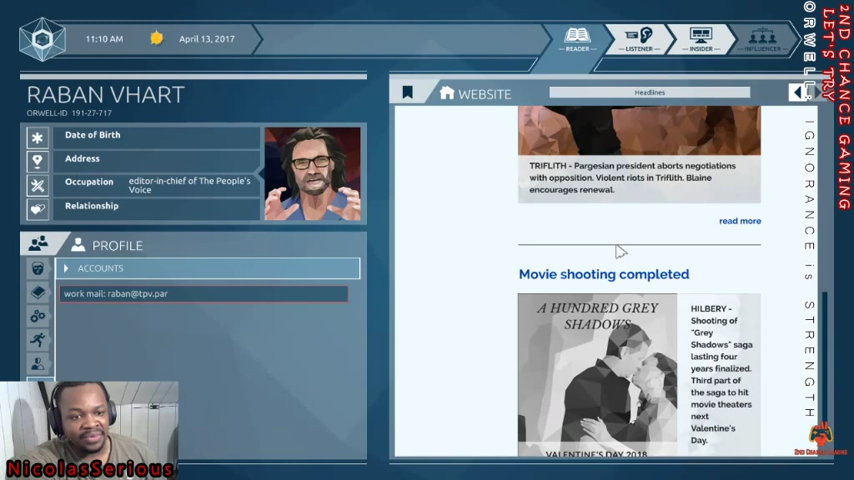 11:10 AM
April 13, 2017
READER
LISTENER
INSIDER
INFLUENCER
RABAN VHART
ORWELL-ID 191-27-717
Date of Birth
Address
Occupation editor-in-chief of The People's
Voice
Relationship
PROFILE
ACCOUNTS
work mail: raban@tpv.par
WEBSITE
Headlines
TRIFLITH - Pargesian president aborts negotiations
with opposition. Violent riots in Triflith. Blaine
encourages renewal.
read more
Movie shooting completed
A HUNDRED GREY
SHADOWS
VALENTINE'S DAY 2018
HILBERY -
Shooting of
"Grey
Shadows" saga
lasting four
years finalized.
Third part of
the saga to hit
movie theaters
next
Valentine's
Day.
2ND CHANCE GAMING
LET'S TRY
ORWELL: IGNORANCE is STRENGTH
NicolasSerious
2ND CHANCE GAMING